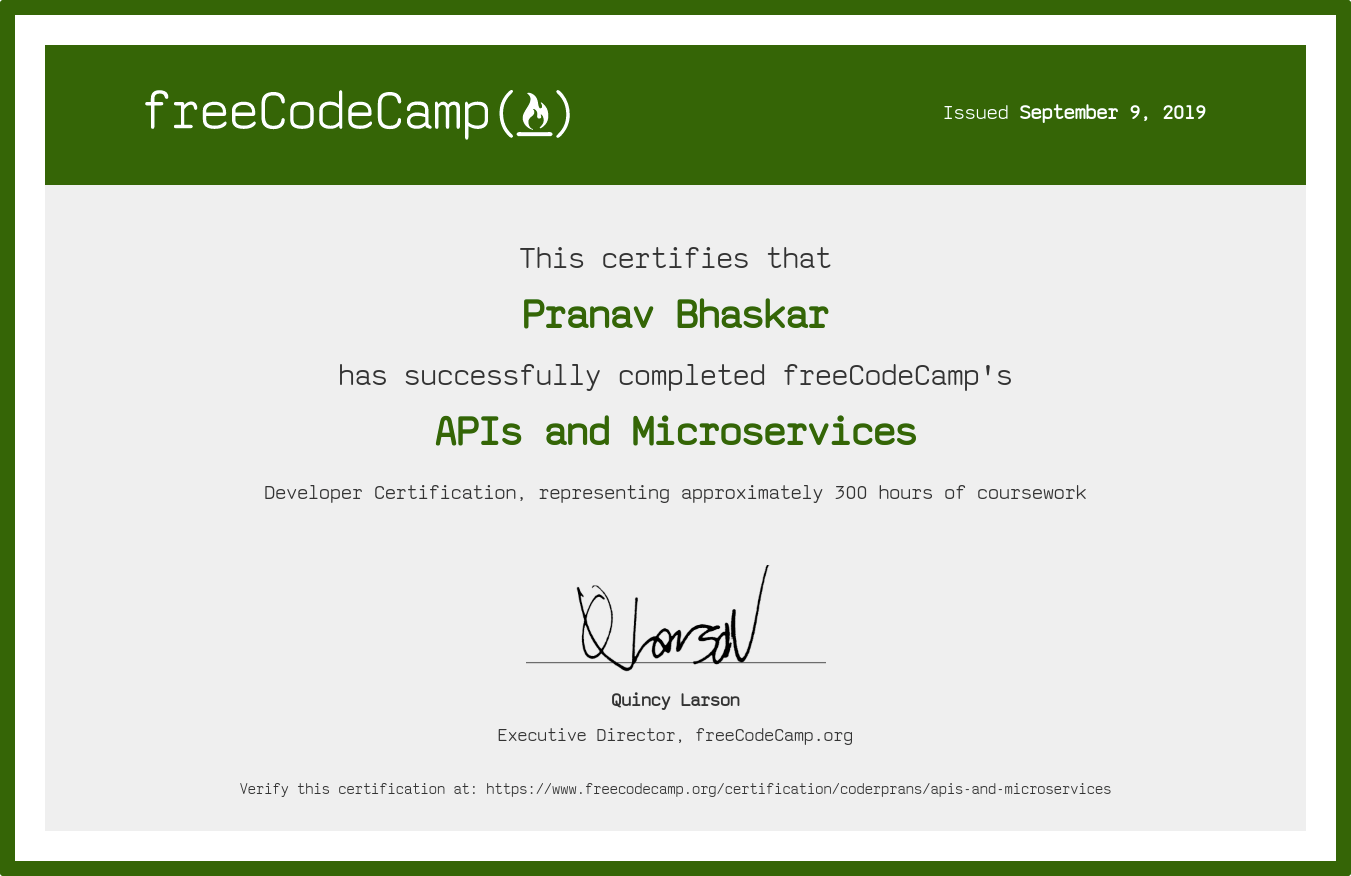 freeCodeCamp(🔥)
Issued September 9, 2019
This certifies that
Pranav Bhaskar
has successfully completed freeCodeCamp's
APIs and Microservices
Developer Certification, representing approximately 300 hours of coursework
QLarson
Quincy Larson
Executive Director, freeCodeCamp.org
Verify this certification at: https://www.freecodecamp.org/certification/coderprans/apis-and-microservices